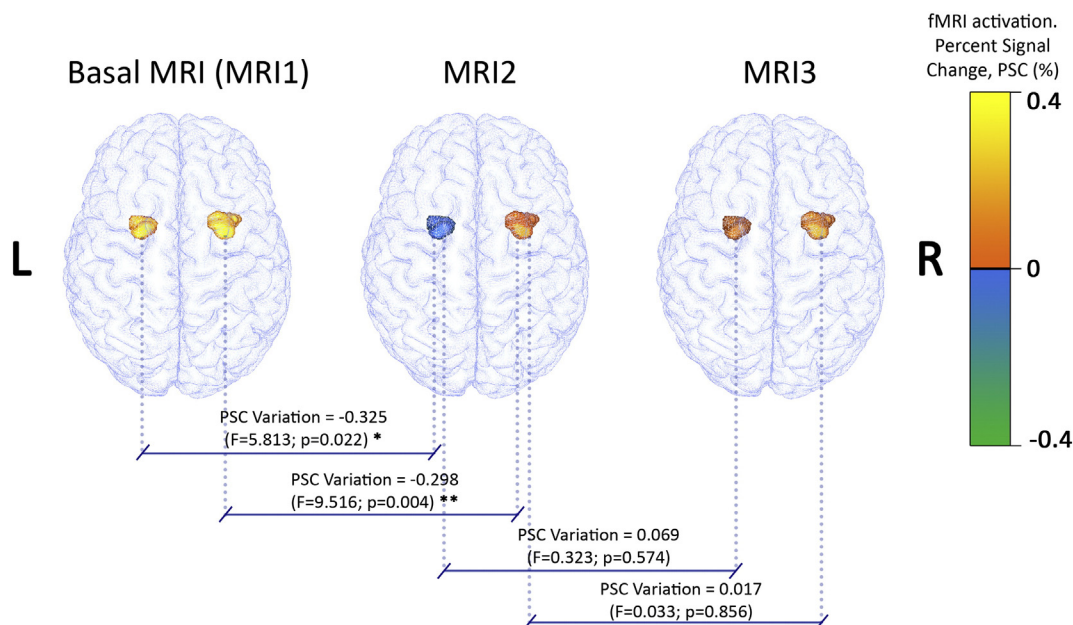 fMRI activation.
Percent Signal
Change, PSC (%)
Basal MRI (MRI1)
MRI2
MRI3
0.4
L
R
0
-0.4
PSC Variation = -0.325
(F=5.813; p=0.022) *
PSC Variation = -0.298
(F=9.516; p=0.004) **
PSC Variation = 0.069
(F=0.323; p=0.574)
PSC Variation = 0.017
(F=0.033; p=0.856)